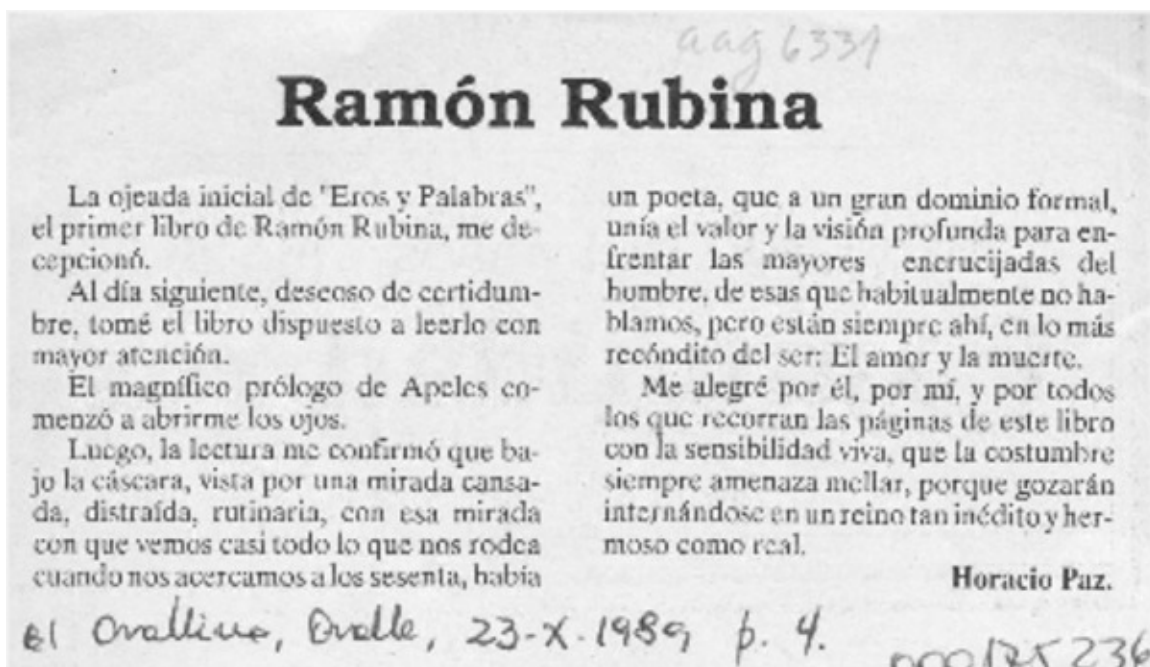 aag 6331
Ramón Rubina
La ojeada inicial de "Eros y Palabras",
el primer libro de Ramón Rubina, me de-
cepcionó.
Al día siguiente, deseoso de certidum-
bre, tomé el libro dispuesto a leerlo con
mayor atención.
El magnífico prólogo de Apeles co-
menzó a abrirme los ojos.
Luego, la lectura me confirmó que ba-
jo la cáscara, vista por una mirada cansa-
da, distraída, rutinaria, con esa mirada
con que vemos casi todo lo que nos rodea
cuando nos acercamos a los sesenta, había
un poeta, que a un gran dominio formal,
unía el valor y la visión profunda para en-
frentar las mayores encrucijadas del
hombre, de esas que habitualmente no ha-
blamos, pero están siempre ahí, en lo más
recóndito del ser: El amor y la muerte.
Me alegré por él, por mí, y por todos
los que recorran las páginas de este libro
con la sensibilidad viva, que la costumbre
siempre amenaza mellar, porque gozarán
internándose en un reino tan inédito y her-
moso como real.
Horacio Paz.
El Ovallino, Ovalle, 23-X-1989 p. 4.
000125236